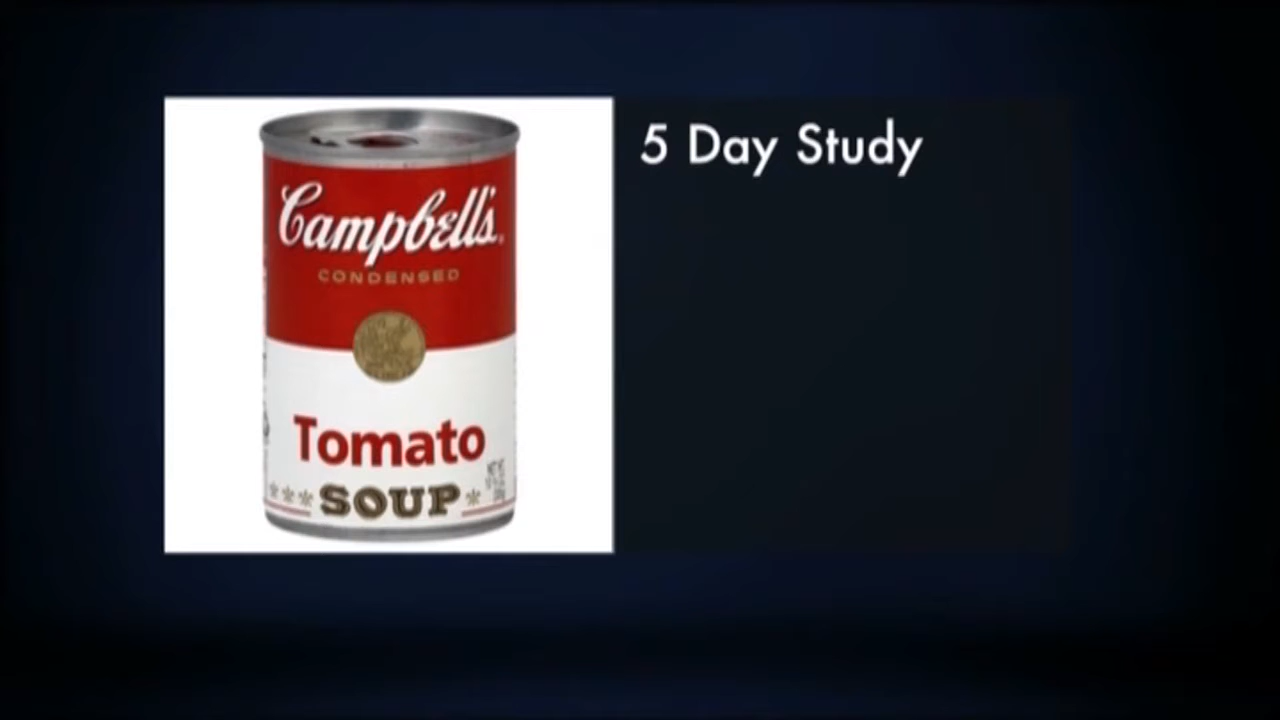 5 Day Study
Campbell's.
CONDENSED
Tomato
SOUP